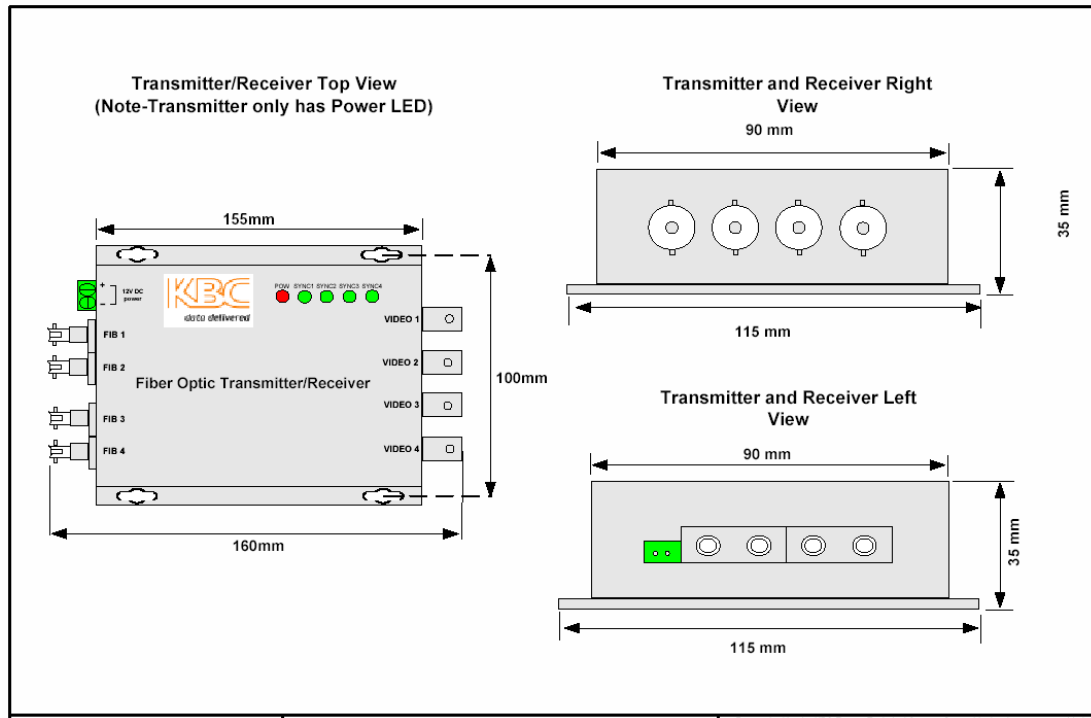 Transmitter/Receiver Top View
(Note-Transmitter only has Power LED)
155mm
+
-
12V DC
power
KBC
data delivered
POW SYNC1 SYNC2 SYNC3 SYNC4
FIB 1
FIB 2
FIB 3
FIB 4
VIDEO 1
VIDEO 2
VIDEO 3
VIDEO 4
Fiber Optic Transmitter/Receiver
100mm
160mm
Transmitter and Receiver Right
View
90 mm
35 mm
115 mm
Transmitter and Receiver Left
View
90 mm
35 mm
115 mm